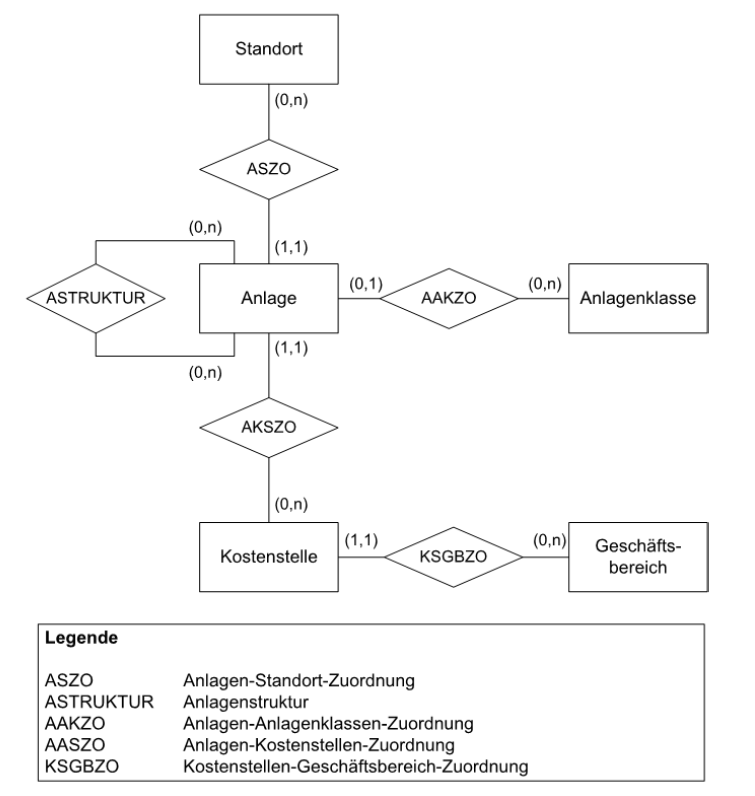 Standort
(0,n)
ASZO
(0,n)
(1,1)
ASTRUKTUR
Anlage
(0,1)
AAKZO
(0,n)
Anlagenklasse
(1,1)
(0,n)
AKSZO
(0,n)
Kostenstelle
(1,1)
KSGBZO
(0,n)
Geschäfts-
bereich
Legende
ASZO Anlagen-Standort-Zuordnung
ASTRUKTUR Anlagenstruktur
AAKZO Anlagen-Anlagenklassen-Zuordnung
AASZO Anlagen-Kostenstellen-Zuordnung
KSGBZO Kostenstellen-Geschäftsbereich-Zuordnung